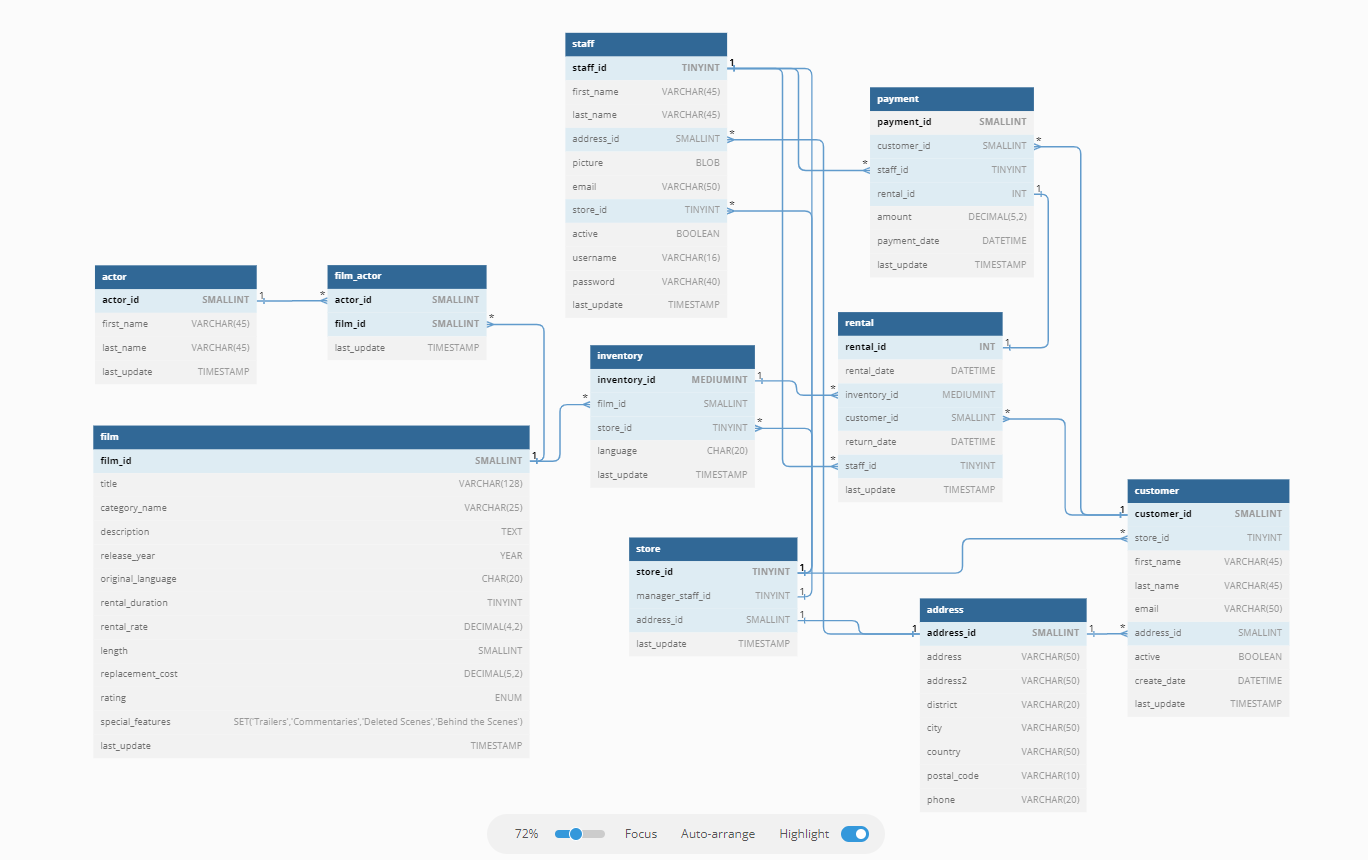 staff
staff_id TINYINT
first_name VARCHAR(45)
last_name VARCHAR(45)
address_id SMALLINT
picture BLOB
email VARCHAR(50)
store_id TINYINT
active BOOLEAN
username VARCHAR(16)
password VARCHAR(40)
last_update TIMESTAMP
1
*
*
payment
payment_id SMALLINT
customer_id SMALLINT
staff_id TINYINT
rental_id INT
amount DECIMAL(5,2)
payment_date DATETIME
last_update TIMESTAMP
*
*
1
actor
actor_id SMALLINT
first_name VARCHAR(45)
last_name VARCHAR(45)
last_update TIMESTAMP
1
*
film_actor
actor_id SMALLINT
film_id SMALLINT
last_update TIMESTAMP
*
inventory
inventory_id MEDIUMINT
film_id SMALLINT
store_id TINYINT
language CHAR(20)
last_update TIMESTAMP
1
*
*
rental
rental_id INT
rental_date DATETIME
inventory_id MEDIUMINT
customer_id SMALLINT
return_date DATETIME
staff_id TINYINT
last_update TIMESTAMP
1
*
*
*
film
film_id SMALLINT
title VARCHAR(128)
category_name VARCHAR(25)
description TEXT
release_year YEAR
original_language CHAR(20)
rental_duration TINYINT
rental_rate DECIMAL(4,2)
length SMALLINT
replacement_cost DECIMAL(5,2)
rating ENUM
special_features SET('Trailers','Commentaries','Deleted Scenes','Behind the Scenes')
last_update TIMESTAMP
1
store
store_id TINYINT
manager_staff_id TINYINT
address_id SMALLINT
last_update TIMESTAMP
1
1
1
customer
customer_id SMALLINT
store_id TINYINT
first_name VARCHAR(45)
last_name VARCHAR(45)
email VARCHAR(50)
address_id SMALLINT
active BOOLEAN
create_date DATETIME
last_update TIMESTAMP
1
*
*
address
address_id SMALLINT
address VARCHAR(50)
address2 VARCHAR(50)
district VARCHAR(20)
city VARCHAR(50)
country VARCHAR(50)
postal_code VARCHAR(10)
phone VARCHAR(20)
1
1
72% Focus Auto-arrange Highlight